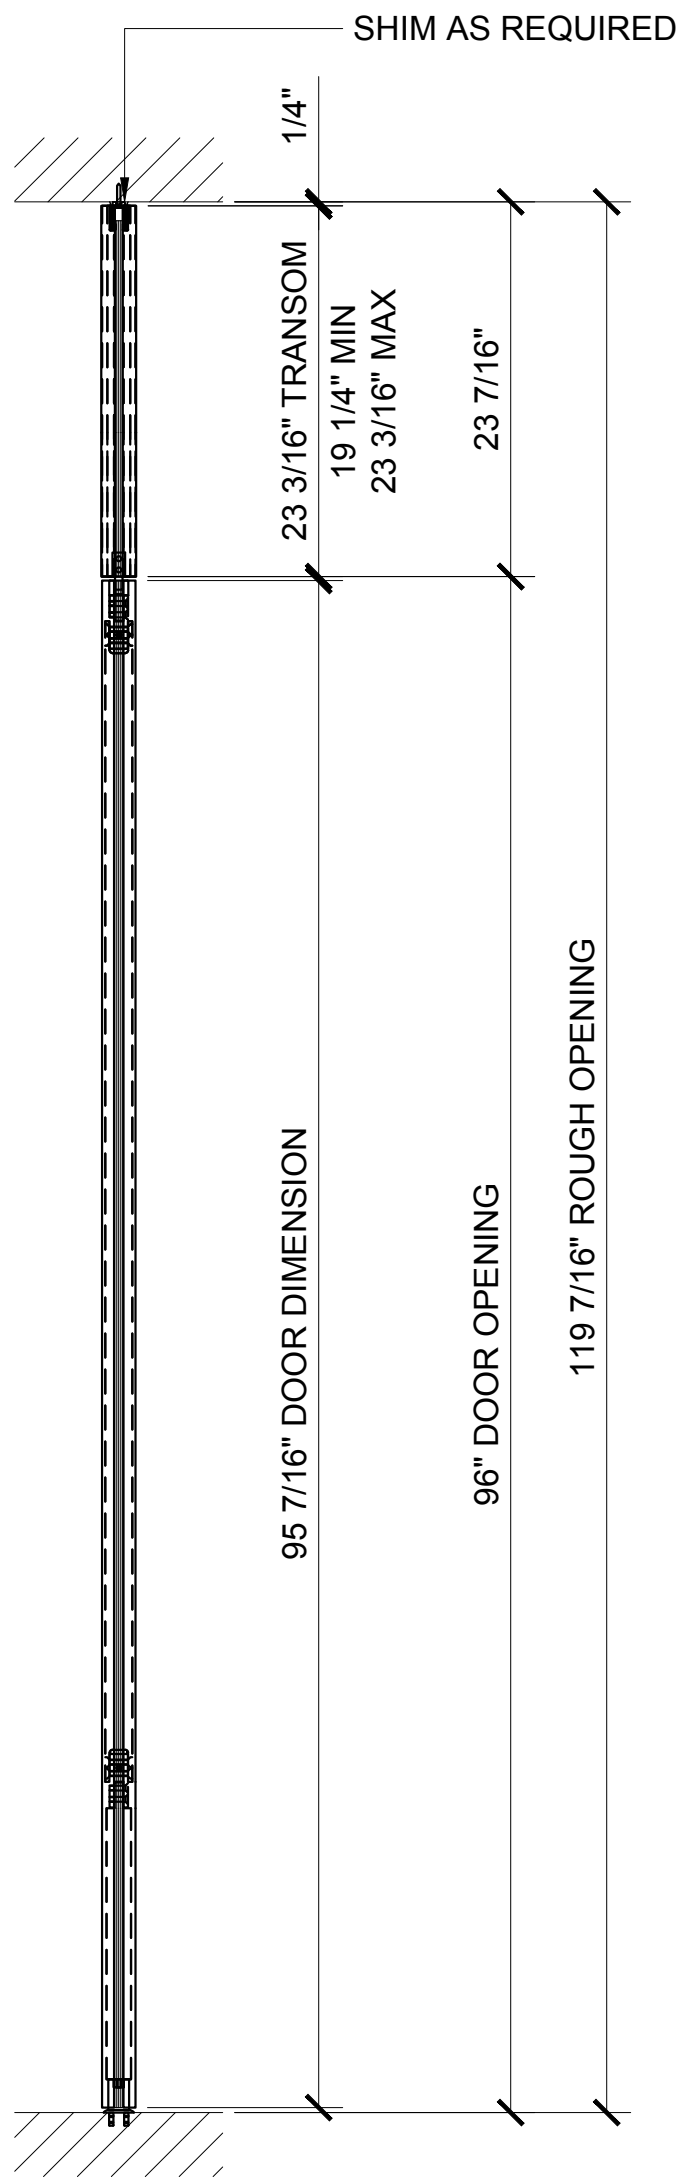 SHIM AS REQUIRED
1/4"
23 3/16" TRANSOM
19 1/4" MIN
23 3/16" MAX
23 7/16"
95 7/16" DOOR DIMENSION
96" DOOR OPENING
119 7/16" ROUGH OPENING